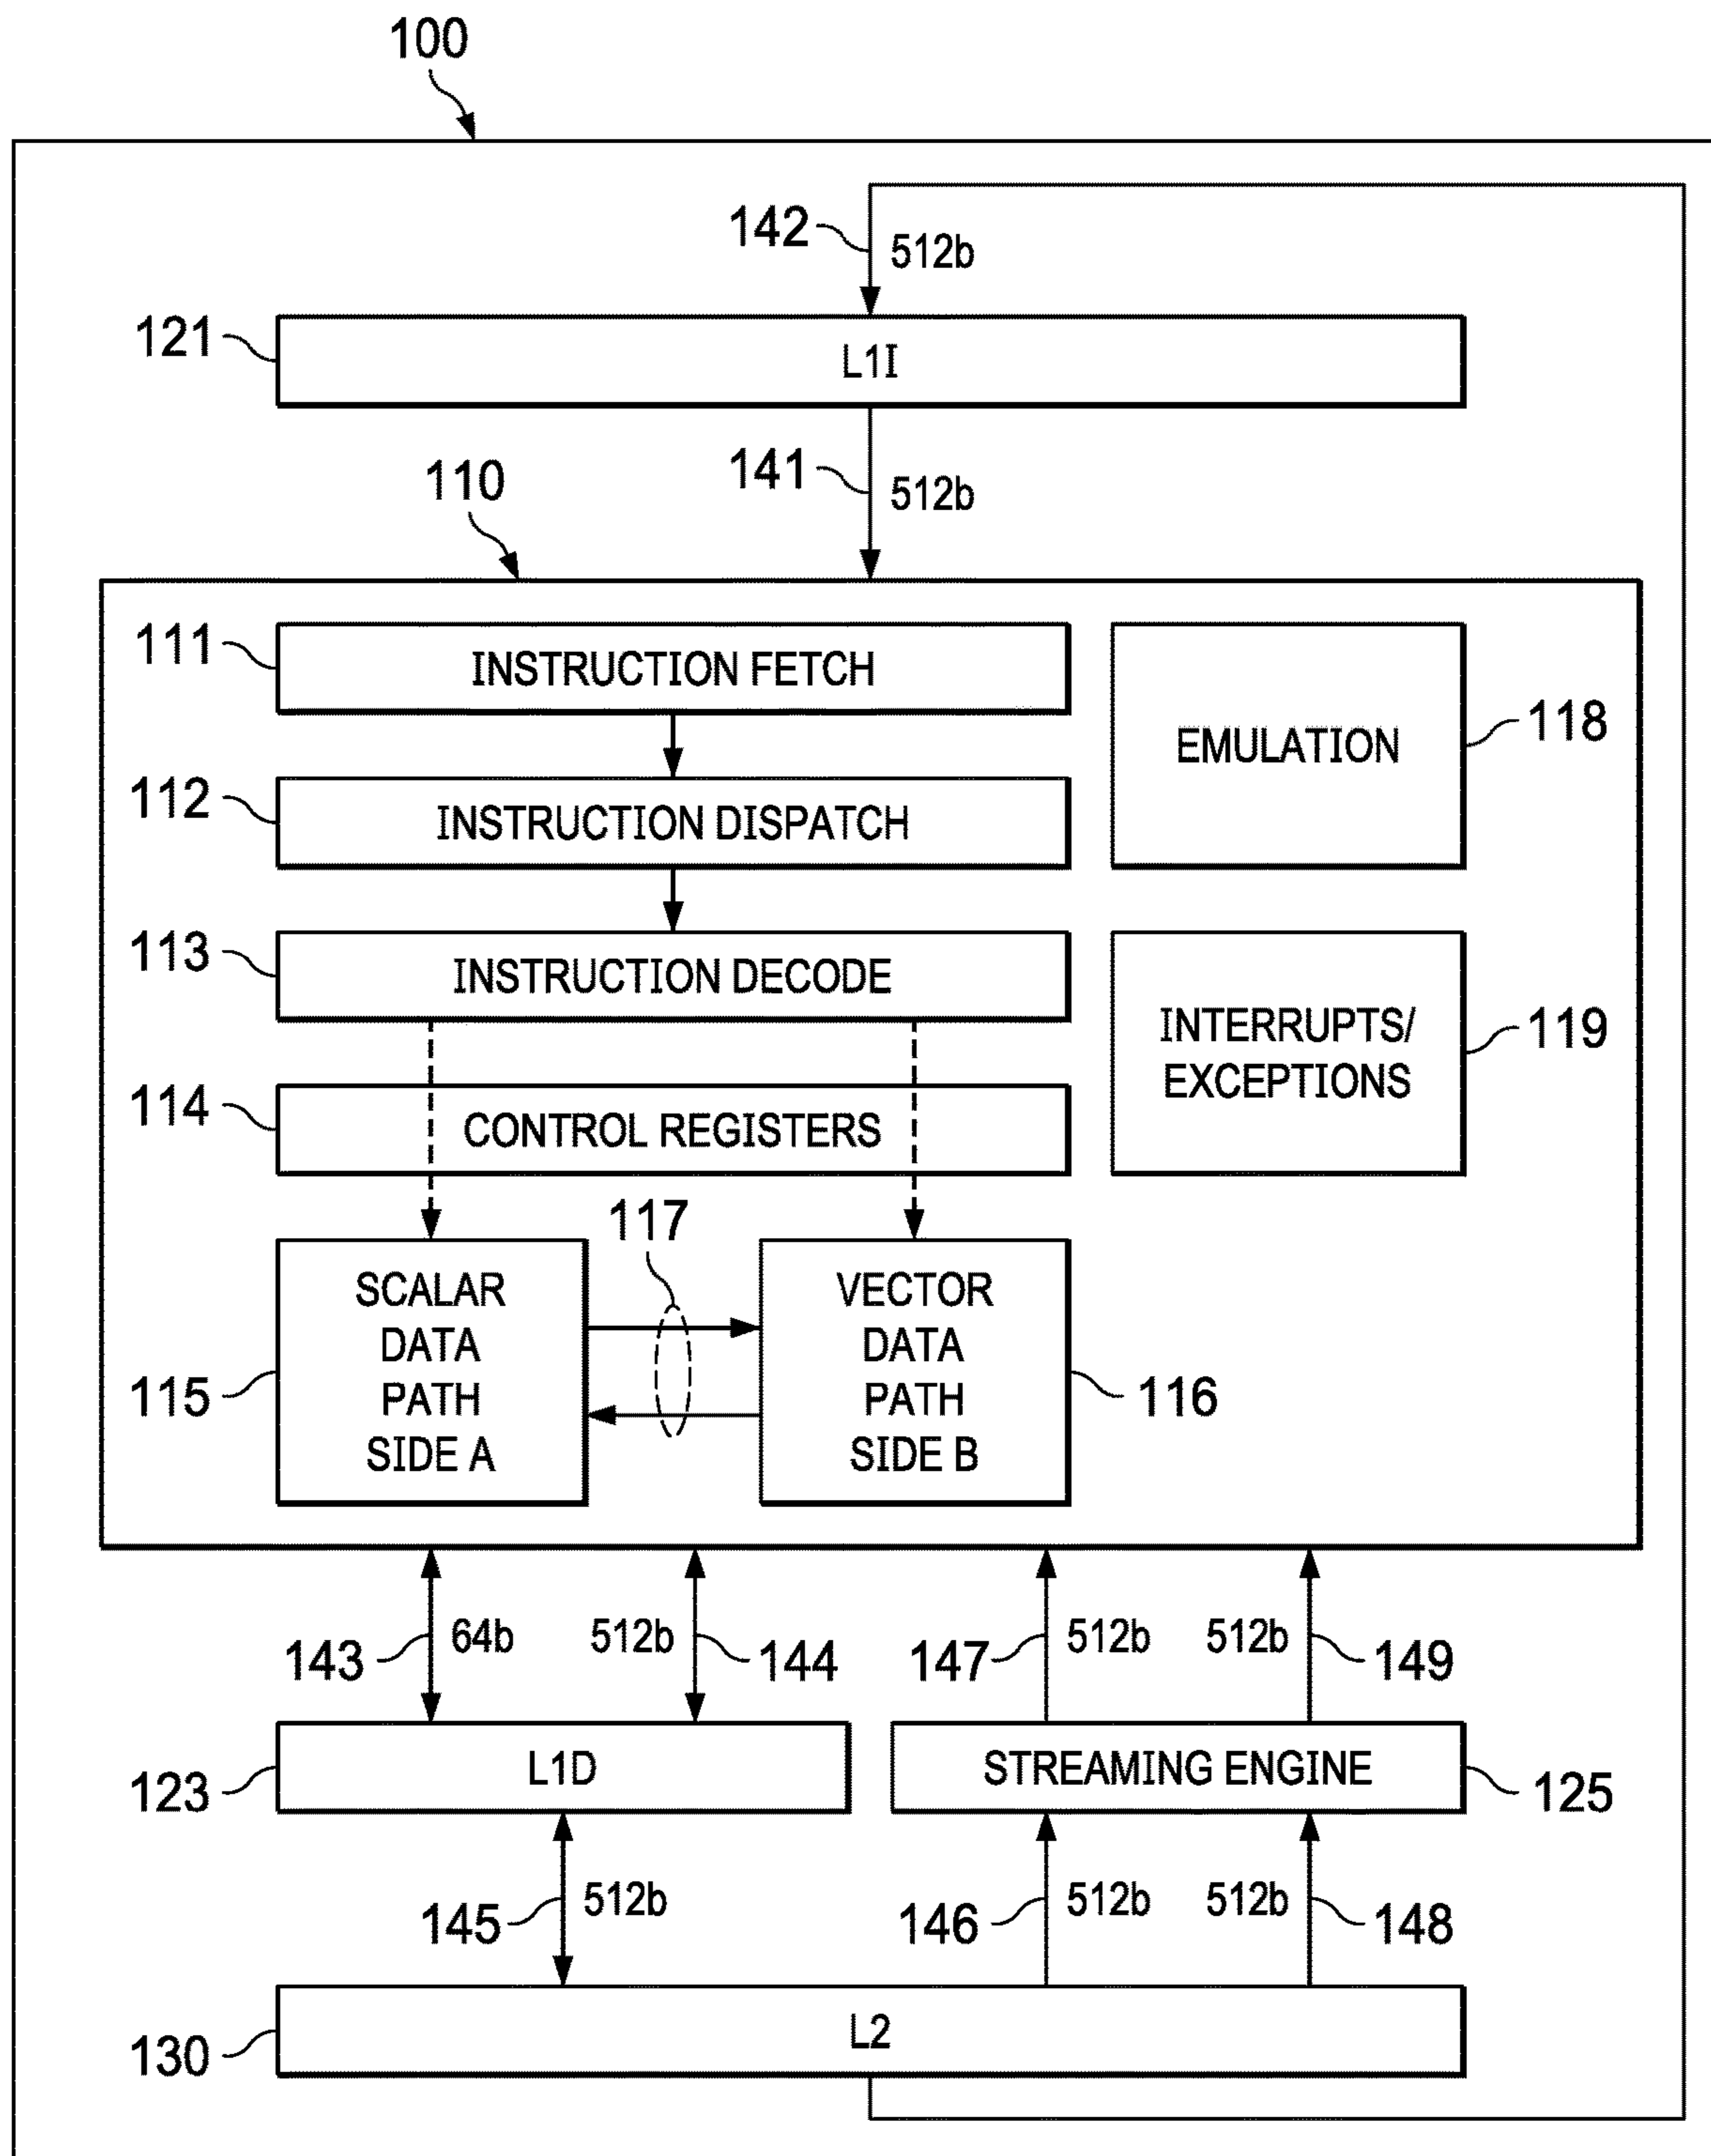 100
142
512b
121
L1I
141
512b
110
111
INSTRUCTION FETCH
118
EMULATION
112
INSTRUCTION DISPATCH
113
INSTRUCTION DECODE
119
INTERRUPTS/
EXCEPTIONS
114
CONTROL REGISTERS
117
115
SCALAR
DATA
PATH
SIDE A
VECTOR
DATA
PATH
SIDE B
116
143
64b
512b
144
147
512b
512b
149
123
L1D
STREAMING ENGINE
125
145
512b
146
512b
512b
148
130
L2